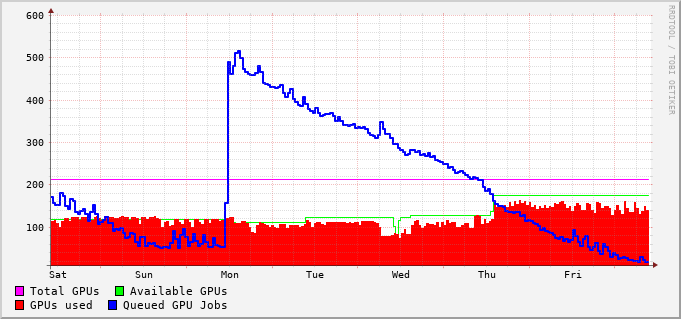 600
500
400
300
200
100
Sat Sun Mon Tue Wed Thu Fri
Total GPUs Available GPUs
GPUs used Queued GPU Jobs
RRDTOOL / TOBI OETIKER